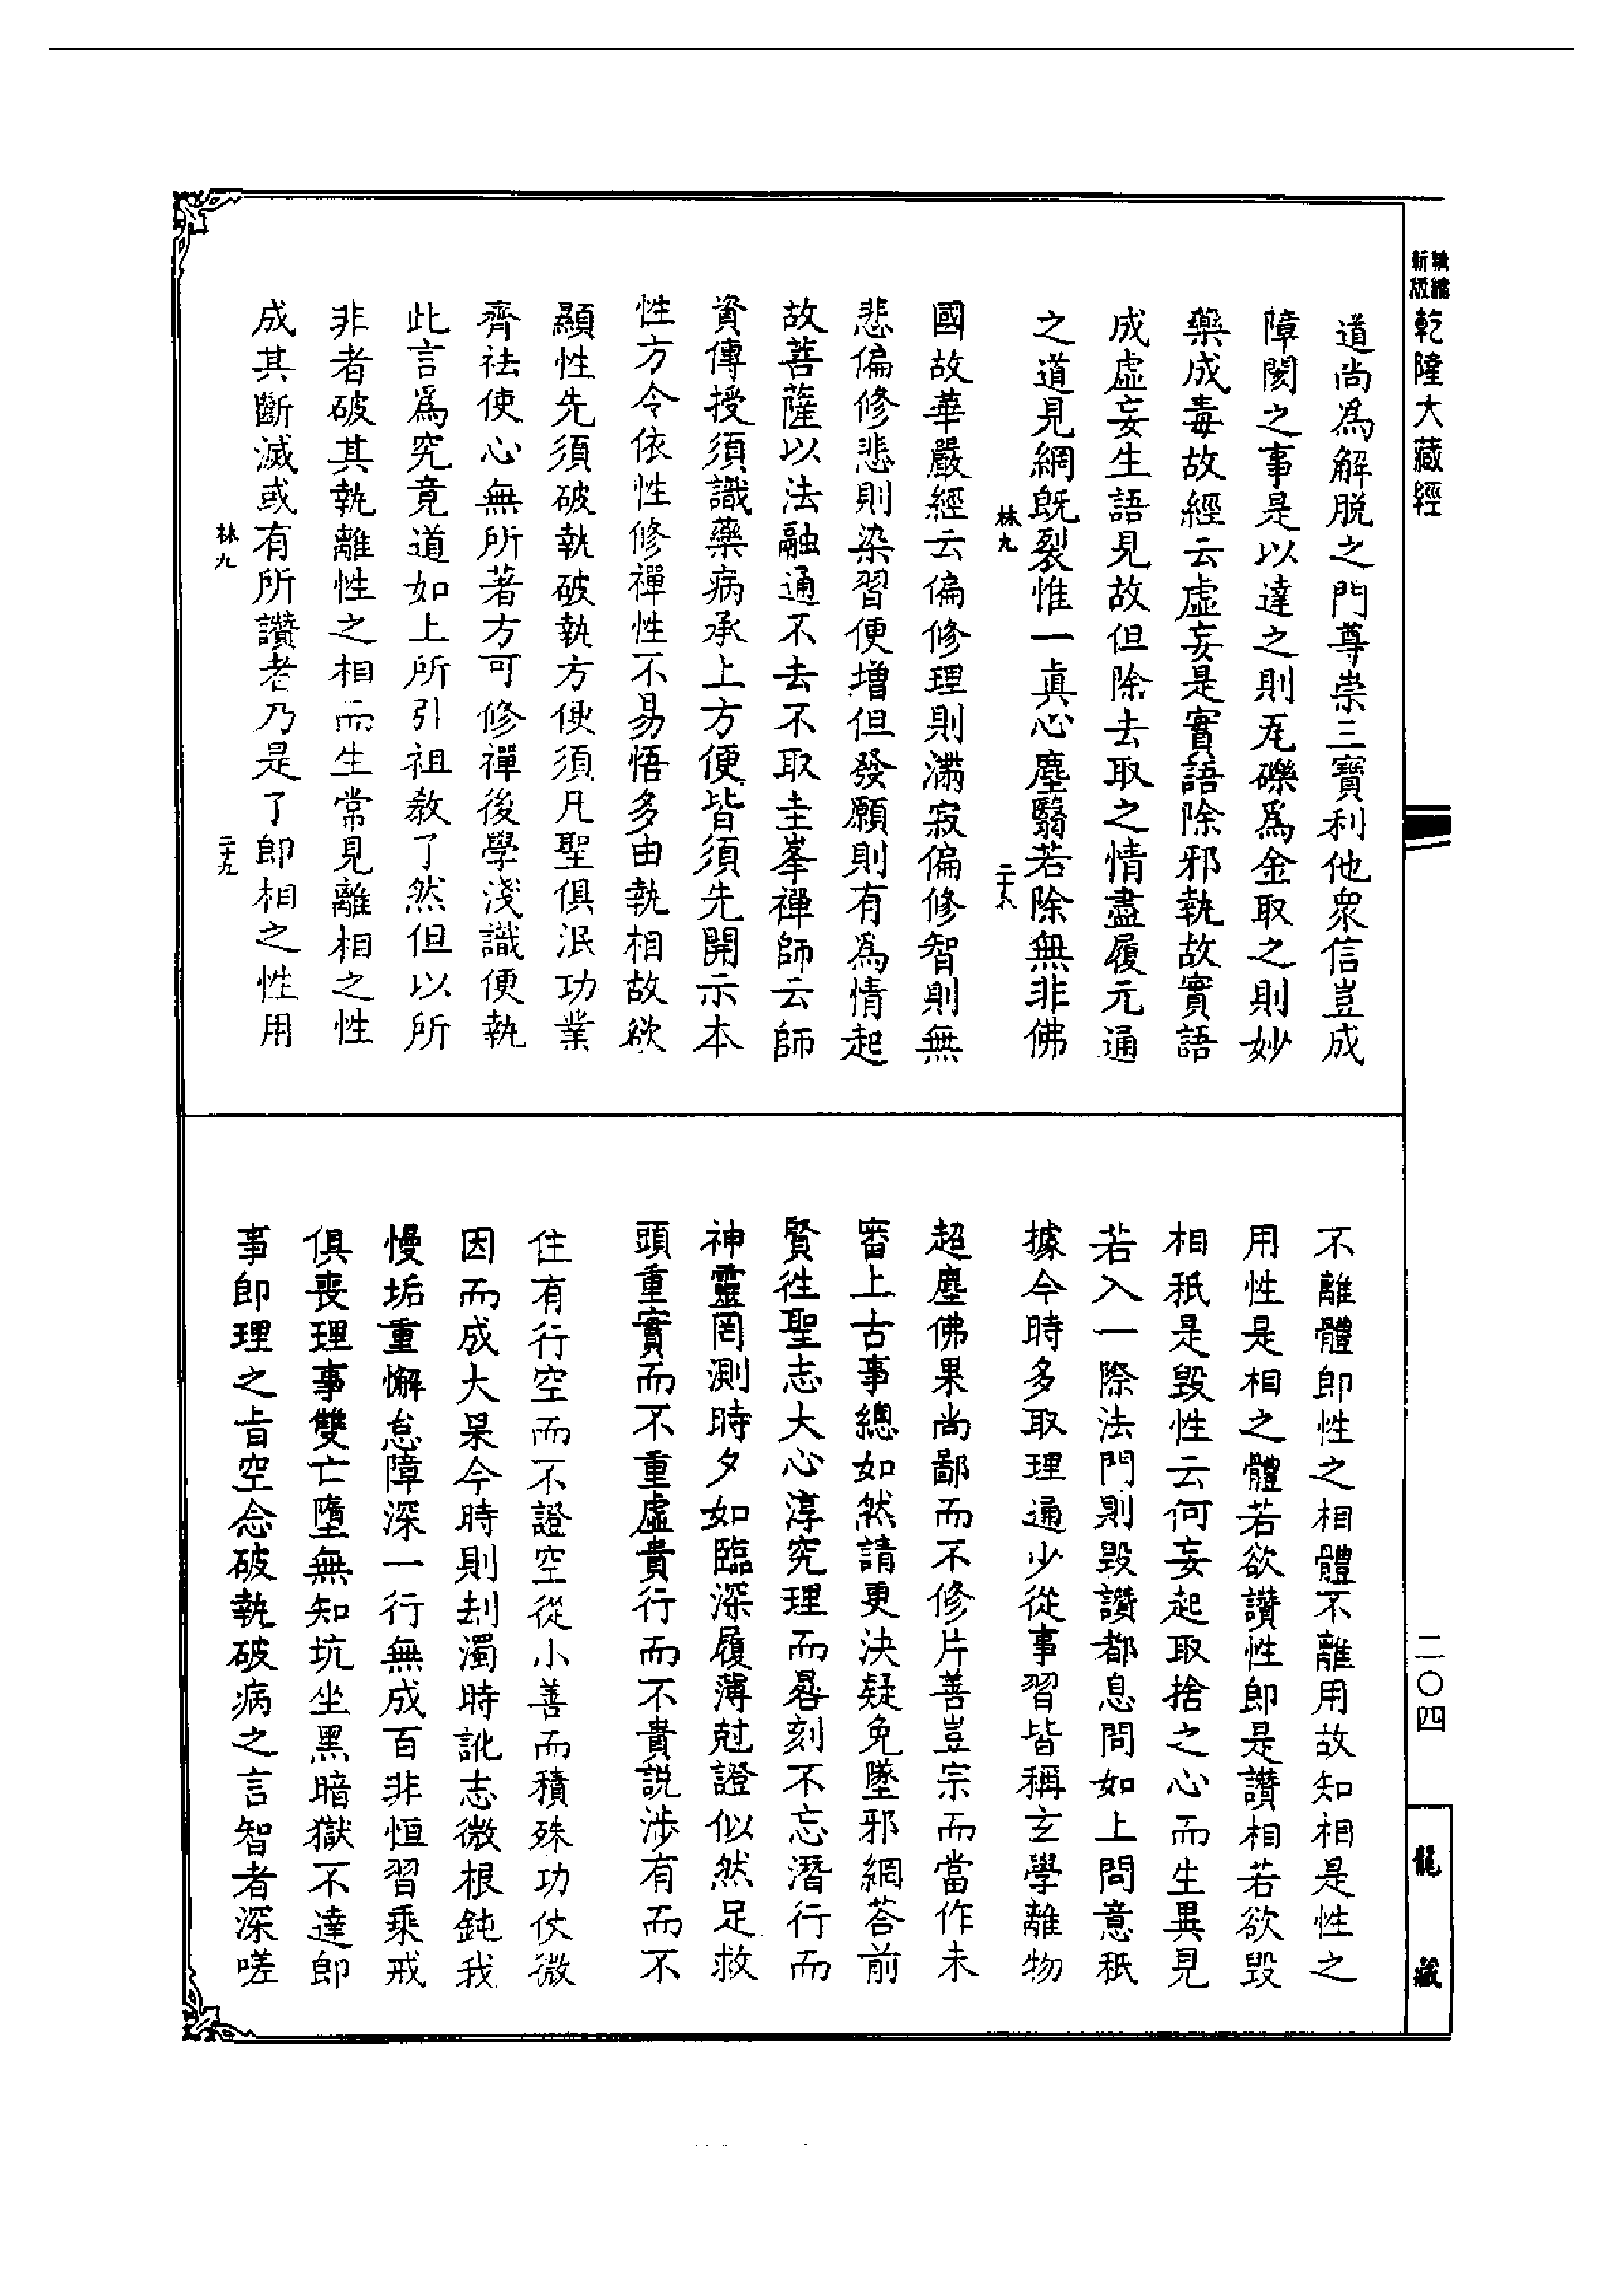 新版精縮
乾隆大藏經
道尚爲解脫之門尊崇三寶利他衆信豈成
障閡之事是以達之則瓦礫爲金取之則妙
藥成毒故經云虛妄是實語除邪執故實語
成虛妄生語見故但除去取之情盡履元通
之道見網旣裂惟一眞心塵翳若除無非佛
林九
國故華嚴經云偏修理則滯寂偏修智則無
悲偏修悲則染習便增但發願則有爲情起
故菩薩以法融通不去不取圭峯禪師云師
資傳授須識藥病承上方便皆須先開示本
性方令依性修禪性不易悟多由執相故欲
顯性先須破執破執方便須凡聖俱泯功業
齊祛使心無所著方可修禪後學淺識便執
此言爲究竟道如上所引祖教了然但以所
非者破其執離性之相而生常見離相之性
成其斷滅或有所讚者乃是了卽相之性用
林九
二十九
不離體卽性之相體不離用故知相是性之
用性是相之體若欲讚性卽是讚相若欲毀
相秖是毀性云何妄起取捨之心而生異見
若入一際法門則毀讚都息問如上問意秖
據今時多取理通少從事習皆稱玄學離物
超塵佛果尚鄙而不修片善豈宗而當作未
審上古事總如然請更決疑免墜邪網荅前
賢往聖志大心淳究理而晷刻不忘潛行而
神靈罔測時夕如臨深履薄尅證似然足救
頭重實而不重虛貴行而不貴說涉有而不
住有行空而不證空從小善而積殊功仗微
因而成大果今時則刦濁時訛志微根鈍我
慢垢重懈怠障深一行無成百非恒習乘戒
俱喪理事雙亡墮無知坑坐黑暗獄不達卽
事卽理之旨空念破執破病之言智者深嗟
二〇四
龍藏